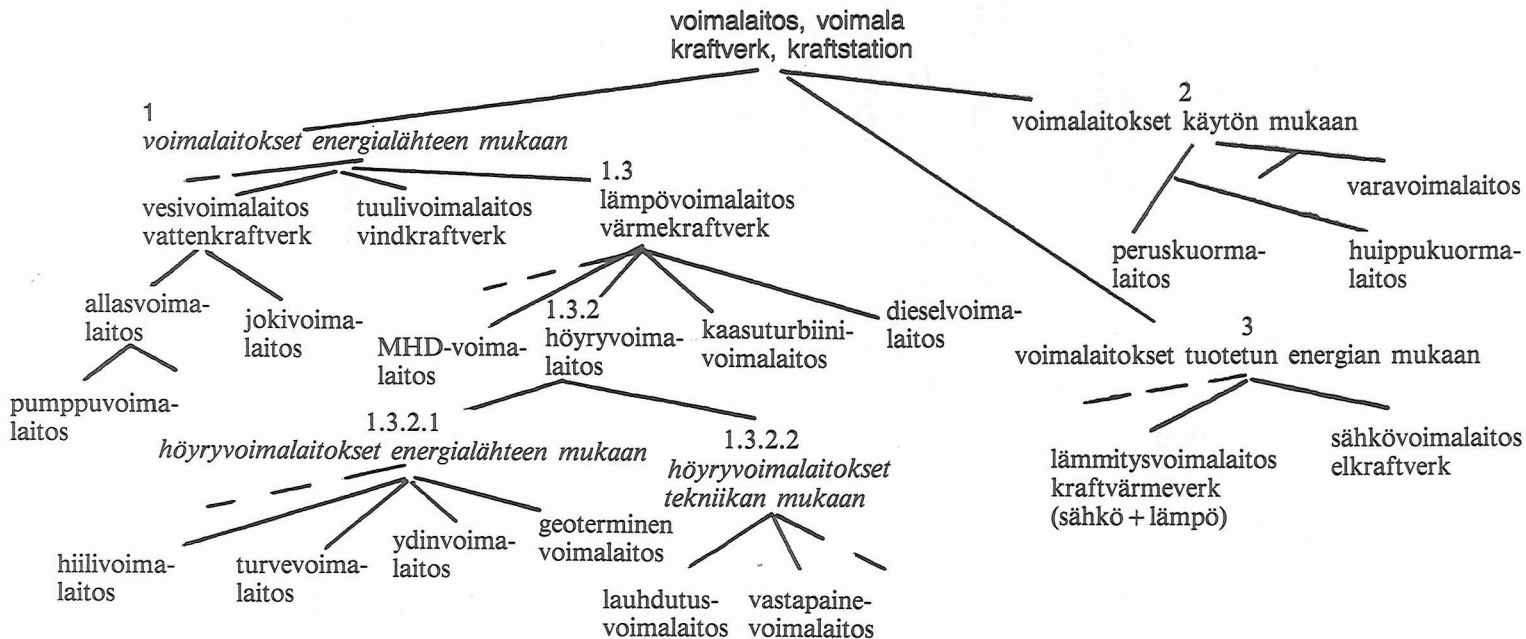 voimalaitos, voimala
kraftverk, kraftstation
1
voimalaitokset energialähteen mukaan
2
voimalaitokset käytön mukaan
vesivoimalaitos
vattenkraftverk
tuulivoimalaitos
vindkraftverk
1.3
lämpövoimalaitos
värmekraftverk
varavoimalaitos
peruskuorma-
laitos
huippukuorma-
laitos
allasvoima-
laitos
jokivoima-
laitos
MHD-voima-
laitos
1.3.2
höyryvoima-
laitos
kaasuturbiini-
voimalaitos
dieselvoima-
laitos
3
voimalaitokset tuotetun energian mukaan
pumppuvoima-
laitos
1.3.2.1
höyryvoimalaitokset energialähteen mukaan
1.3.2.2
höyryvoimalaitokset
tekniikan mukaan
lämmitysvoimalaitos
kraftvärmeverk
(sähkö + lämpö)
sähkövoimalaitos
elkraftverk
hiilivoima-
laitos
turvevoima-
laitos
ydinvoima-
laitos
geoterminen
voimalaitos
lauhdutus-
voimalaitos
vastapaine-
voimalaitos